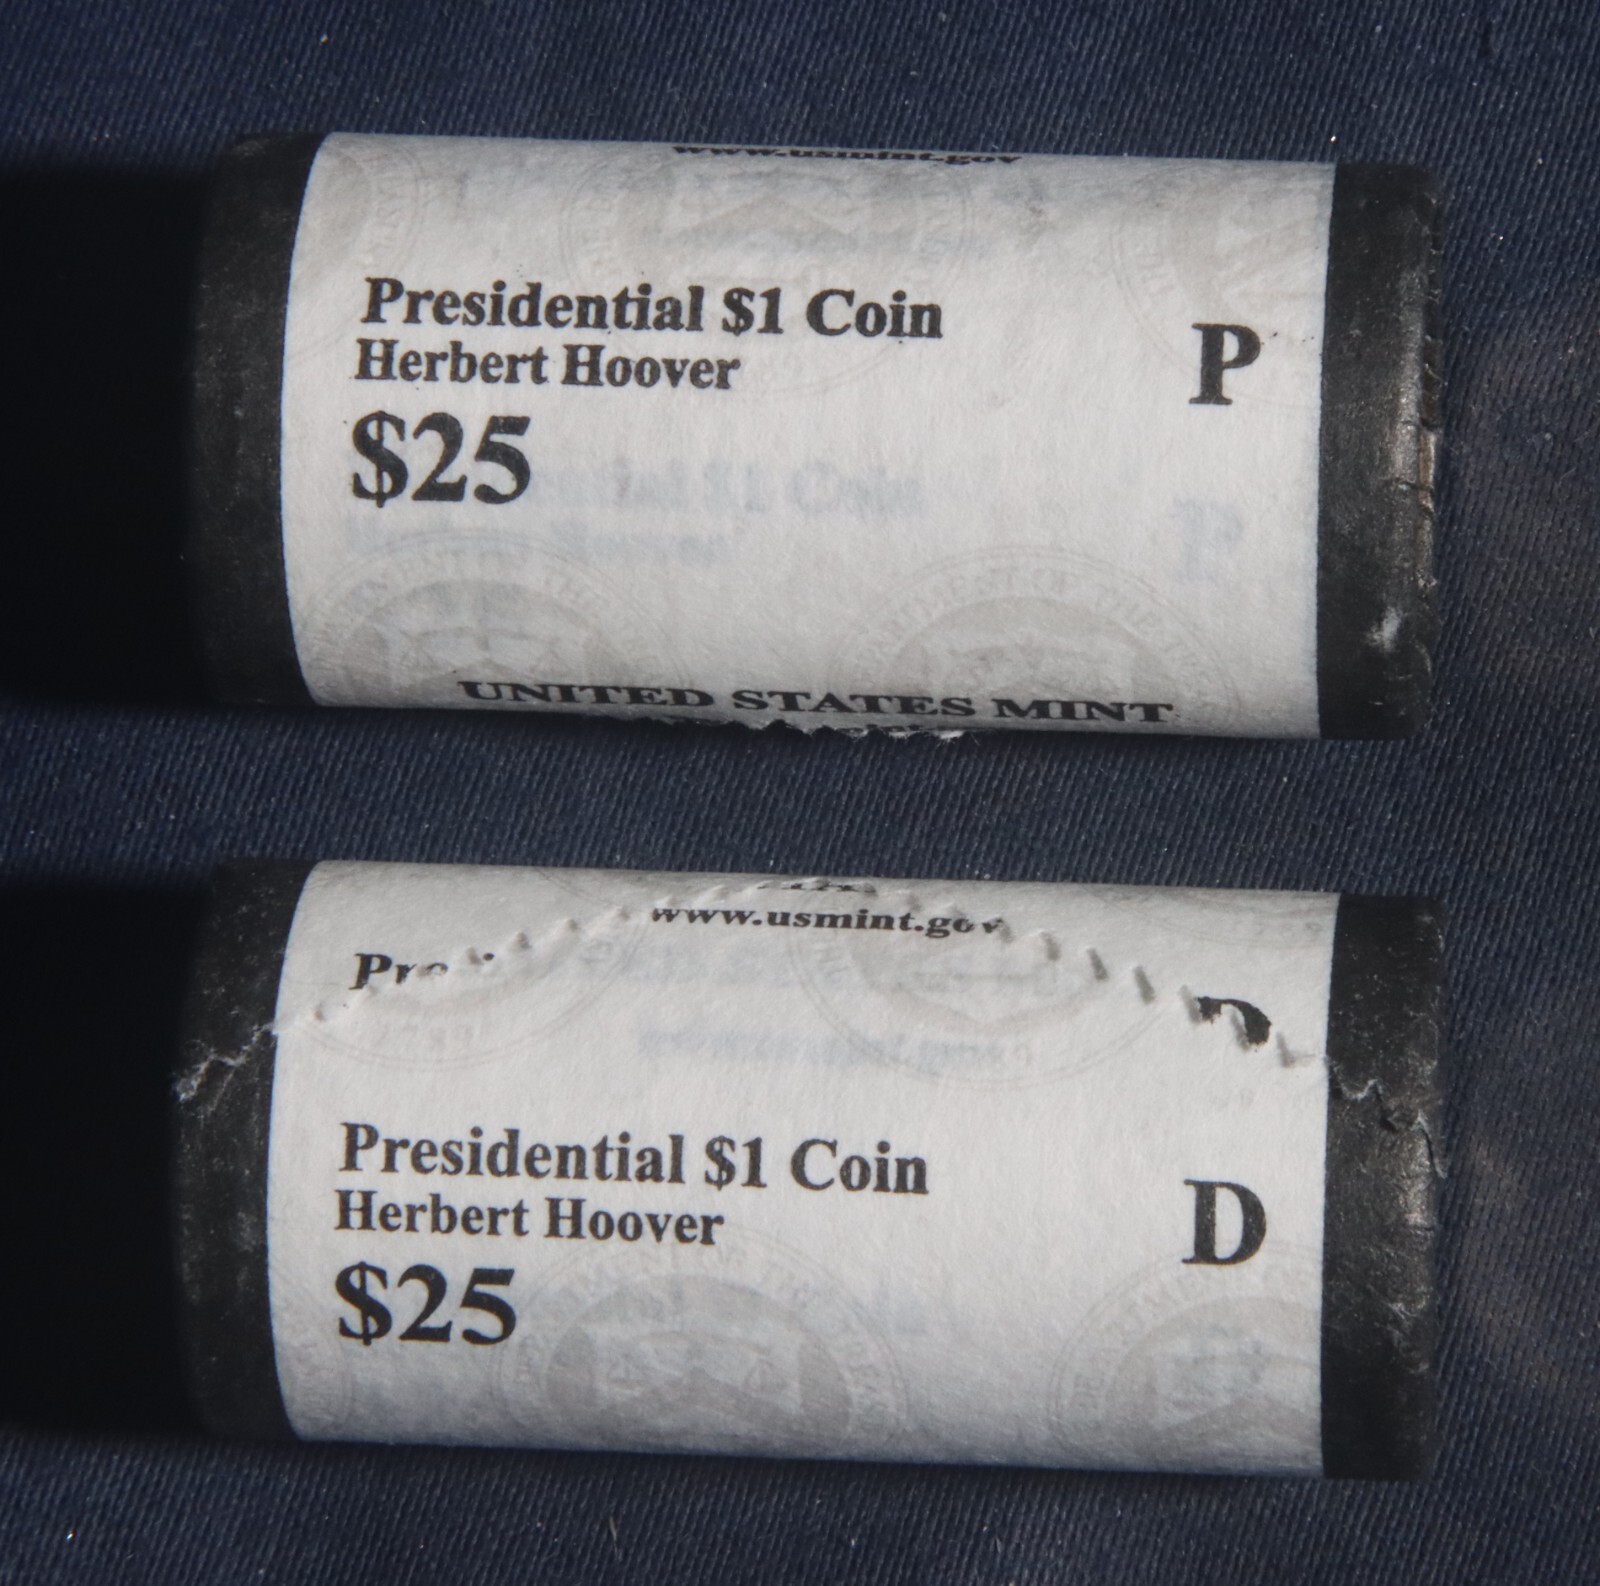 www.usmint.gov
Presidential $1 Coin
Herbert Hoover
$25
P
UNITED STATES MINT
www.usmint.gov
Presidential $1 Coin
Herbert Hoover
$25
D